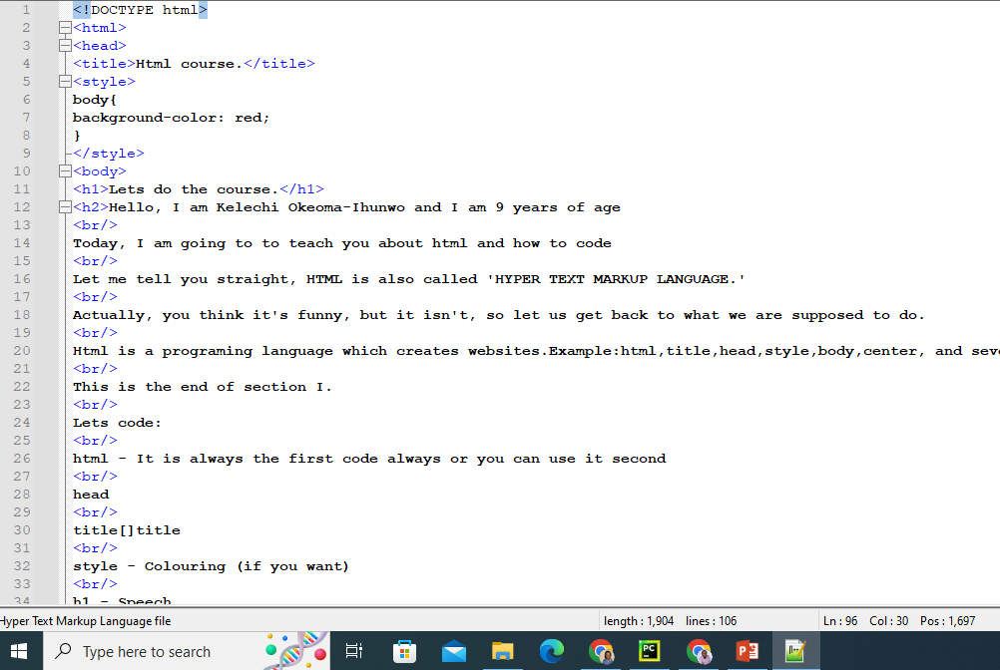 1 <!DOCTYPE html>
2 <html>
3 <head>
4 <title>Html course.</title>
5 <style>
6 body{
7 background-color: red;
8 }
9 </style>
10 <body>
11 <h1>Lets do the course.</h1>
12 <h2>Hello, I am Kelechi Okeoma-Ihunwo and I am 9 years of age
13 <br/>
14 Today, I am going to to teach you about html and how to code
15 <br/>
16 Let me tell you straight, HTML is also called 'HYPER TEXT MARKUP LANGUAGE.'
17 <br/>
18 Actually, you think it's funny, but it isn't, so let us get back to what we are supposed to do.
19 <br/>
20 Html is a programing language which creates websites.Example:html,title,head,style,body,center, and seve
21 <br/>
22 This is the end of section I.
23 <br/>
24 Lets code:
25 <br/>
26 html - It is always the first code always or you can use it second
27 <br/>
28 head
29 <br/>
30 title[]title
31 <br/>
32 style - Colouring (if you want)
33 <br/>
34 h1 - Speech
Hyper Text Markup Language file length : 1,904 lines : 106 Ln : 96 Col : 30 Pos : 1,697
Type here to search